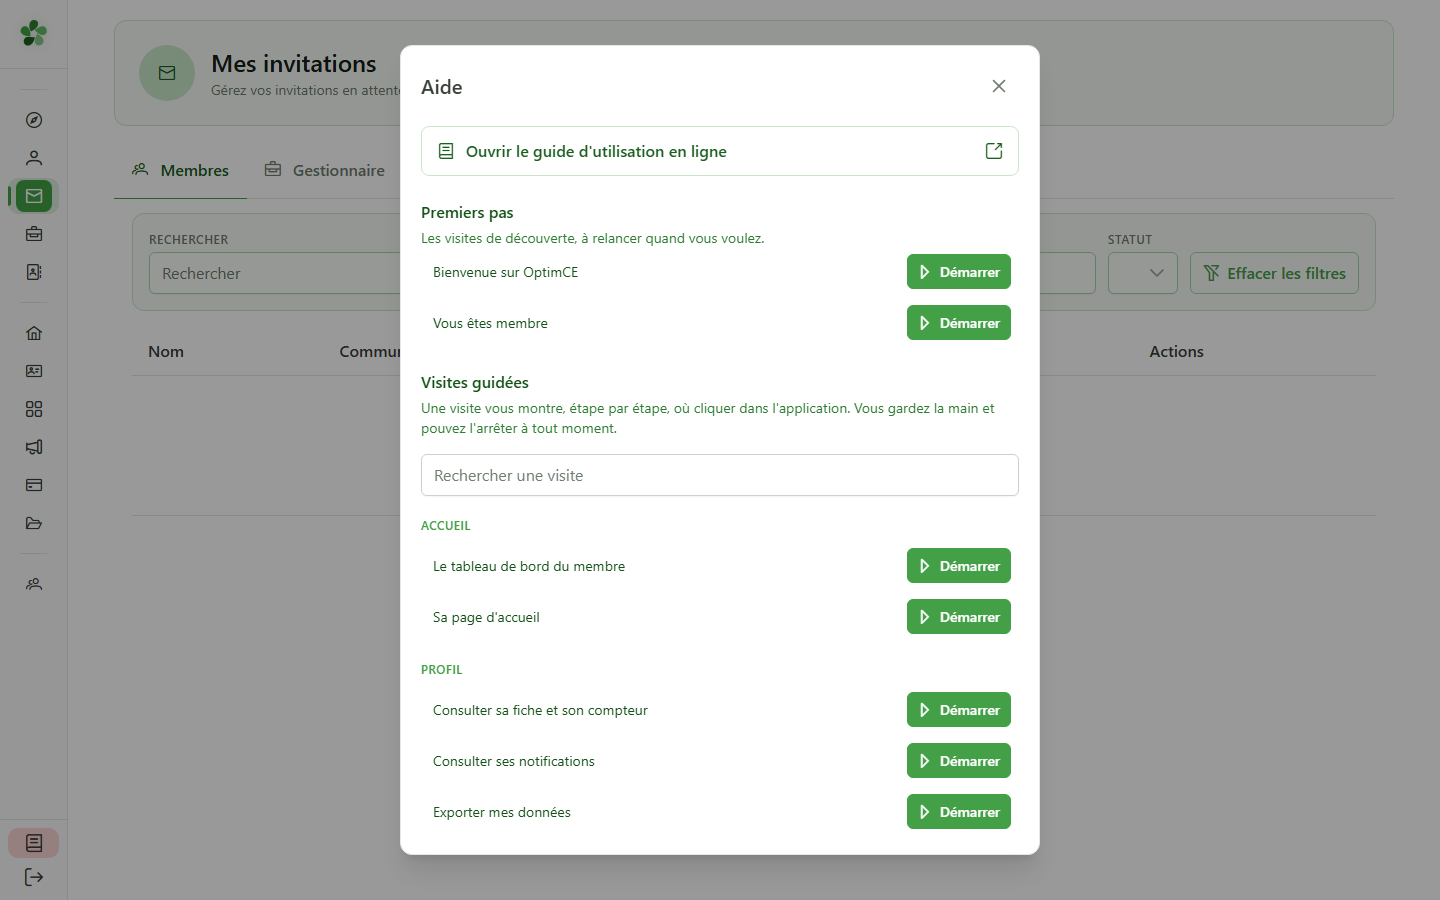 Mes invitations
Gérez vos invitations en attente
Membres
Gestionnaire
RECHERCHER
Rechercher
STATUT
Effacer les filtres
Nom
Actions
Aide
Ouvrir le guide d'utilisation en ligne
Premiers pas
Les visites de découverte, à relancer quand vous voulez.
Bienvenue sur OptimCE
Démarrer
Vous êtes membre
Démarrer
Visites guidées
Une visite vous montre, étape par étape, où cliquer dans l'application. Vous gardez la main et
pouvez l'arrêter à tout moment.
Rechercher une visite
ACCUEIL
Le tableau de bord du membre
Démarrer
Sa page d'accueil
Démarrer
PROFIL
Consulter sa fiche et son compteur
Démarrer
Consulter ses notifications
Démarrer
Exporter mes données
Démarrer